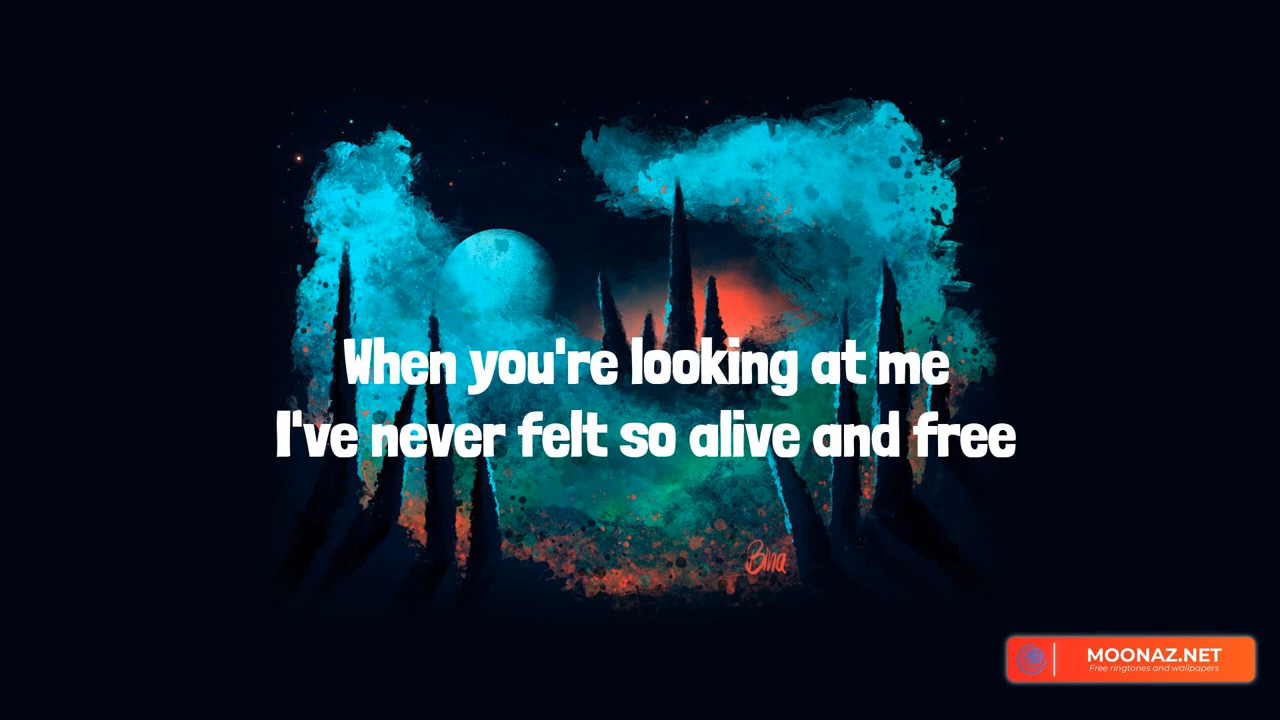 When you're looking at me
I've never felt so alive and free
Bina
MOONAZ.NET
Free ringtones and wallpapers